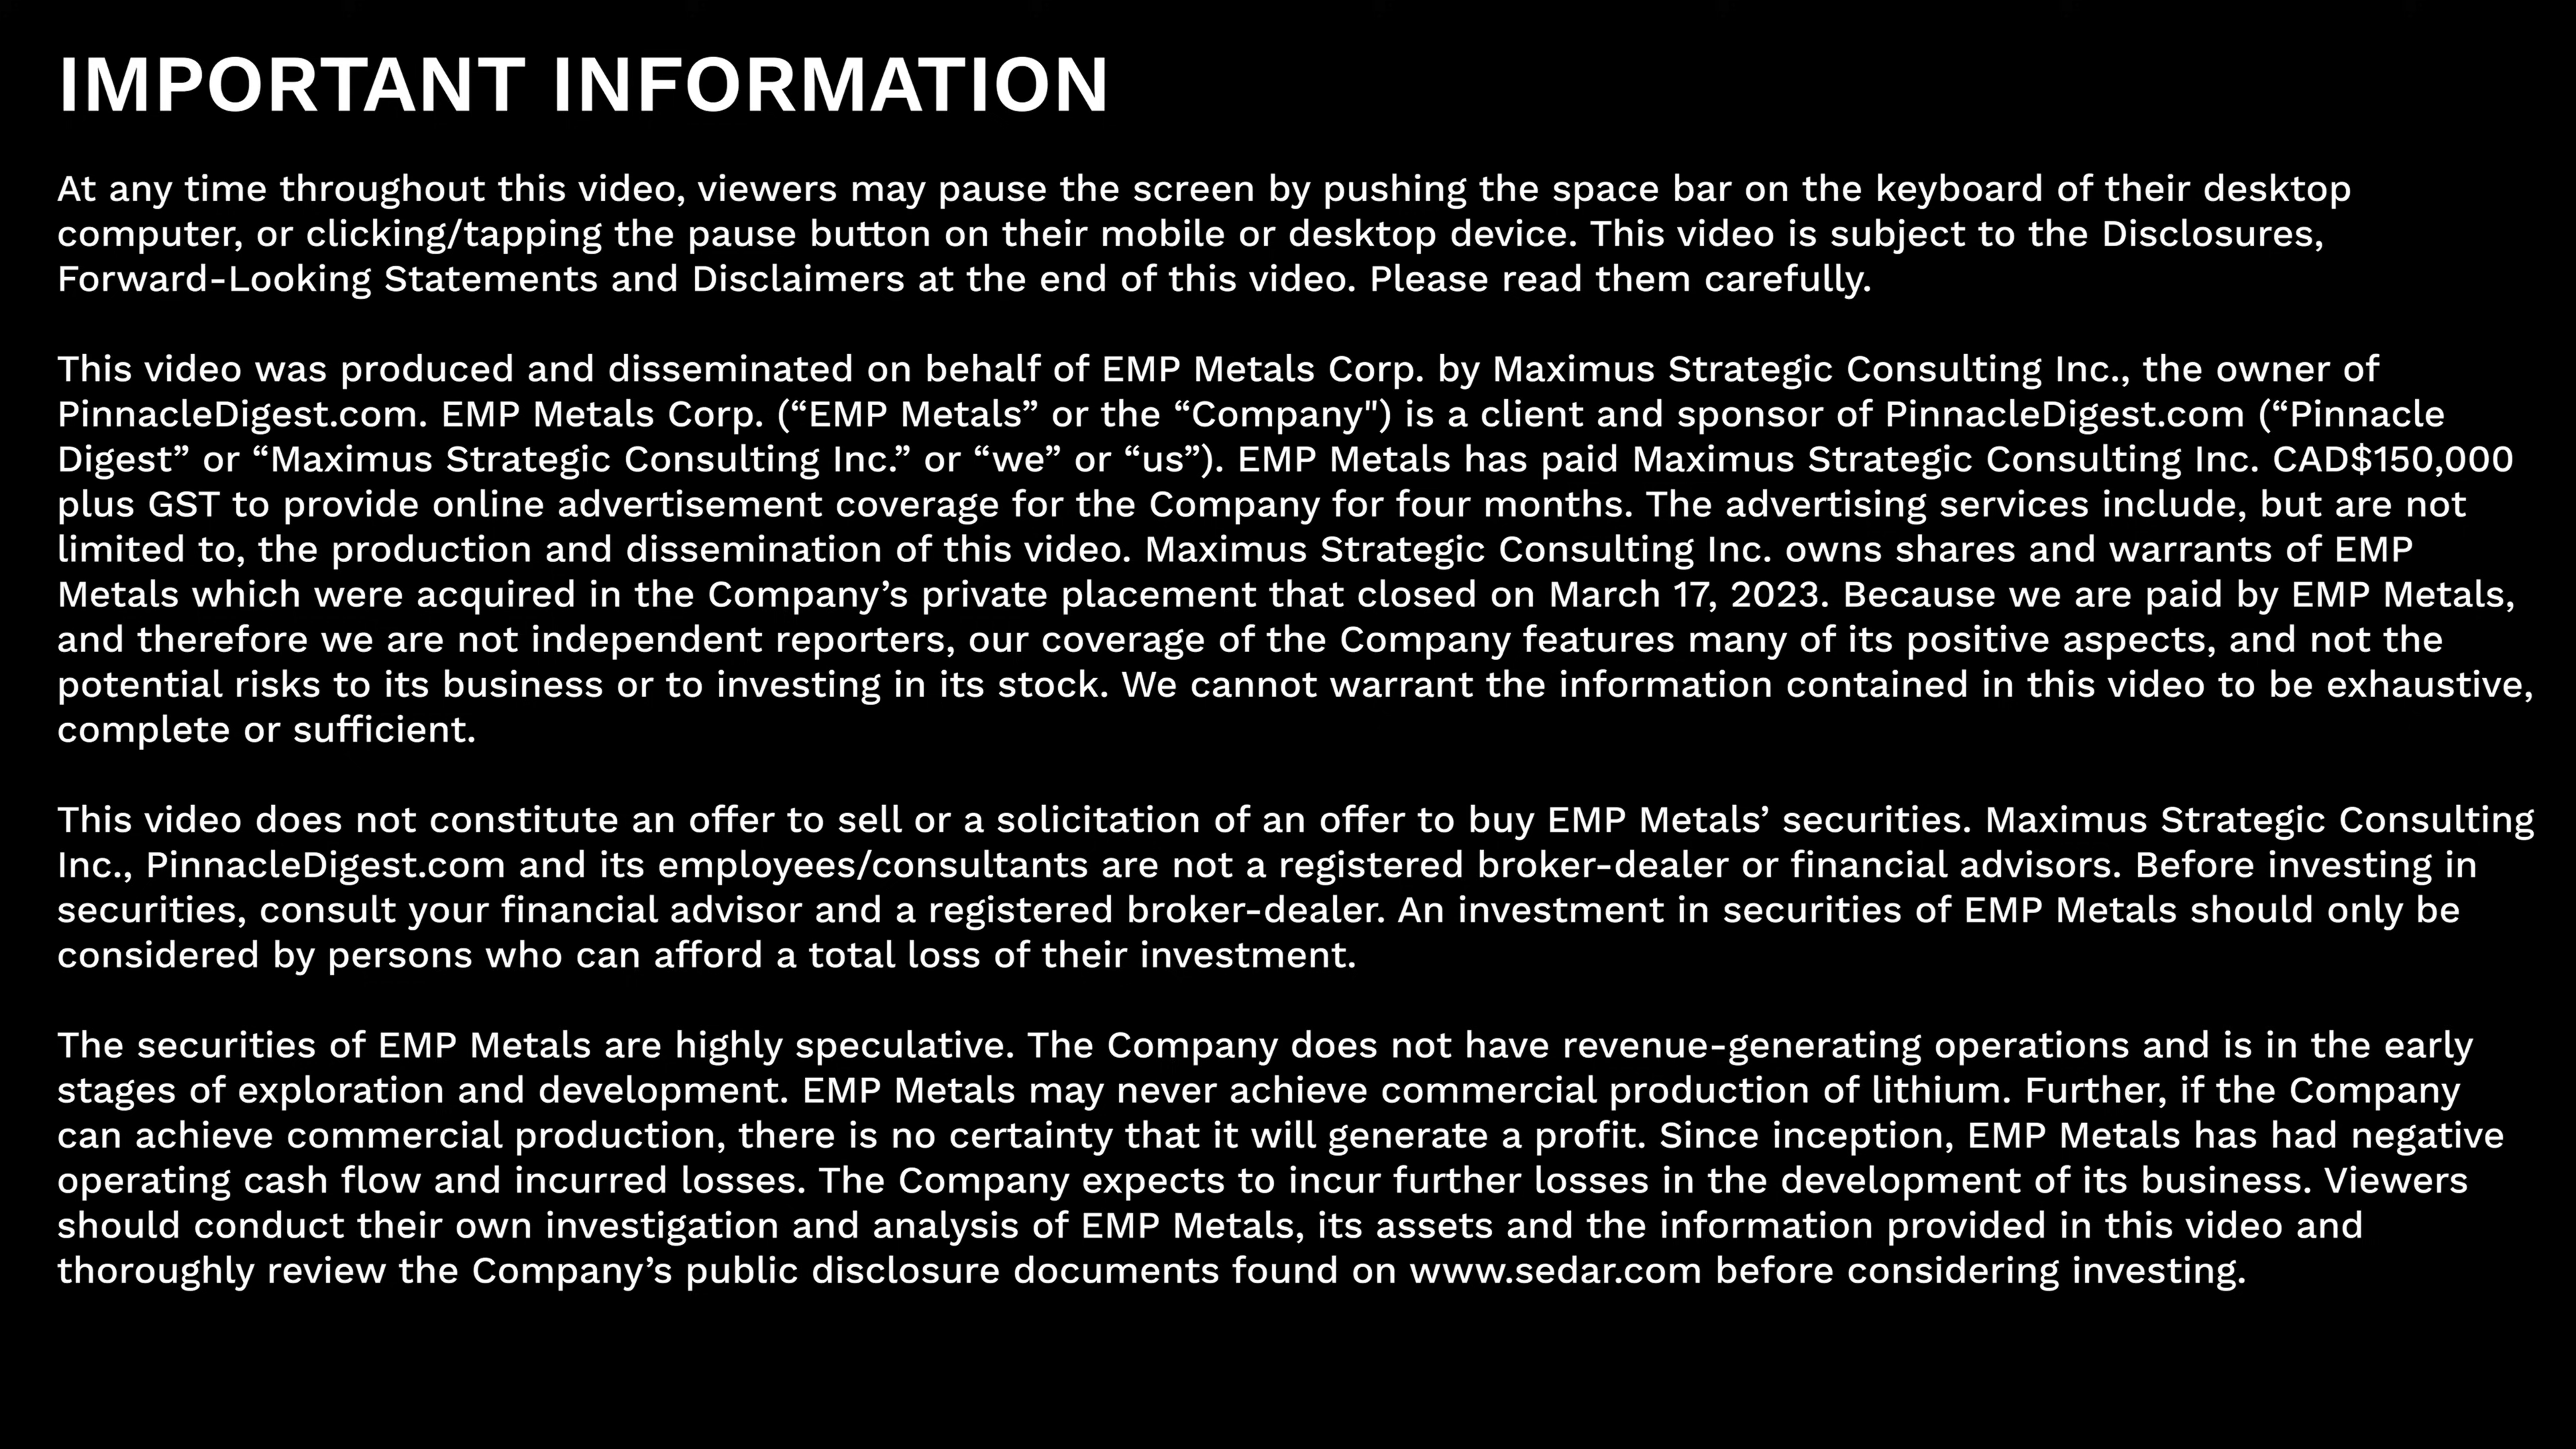 IMPORTANT INFORMATION
At any time throughout this video, viewers may pause the screen by pushing the space bar on the keyboard of their desktop
computer, or clicking/tapping the pause button on their mobile or desktop device. This video is subject to the Disclosures,
Forward-Looking Statements and Disclaimers at the end of this video. Please read them carefully.
This video was produced and disseminated on behalf of EMP Metals Corp. by Maximus Strategic Consulting Inc., the owner of
PinnacleDigest.com. EMP Metals Corp. (“EMP Metals” or the “Company") is a client and sponsor of PinnacleDigest.com (“Pinnacle
Digest” or “Maximus Strategic Consulting Inc.” or “we” or “us”). EMP Metals has paid Maximus Strategic Consulting Inc. CAD$150,000
plus GST to provide online advertisement coverage for the Company for four months. The advertising services include, but are not
limited to, the production and dissemination of this video. Maximus Strategic Consulting Inc. owns shares and warrants of EMP
Metals which were acquired in the Company’s private placement that closed on March 17, 2023. Because we are paid by EMP Metals,
and therefore we are not independent reporters, our coverage of the Company features many of its positive aspects, and not the
potential risks to its business or to investing in its stock. We cannot warrant the information contained in this video to be exhaustive,
complete or sufficient.
This video does not constitute an offer to sell or a solicitation of an offer to buy EMP Metals’ securities. Maximus Strategic Consulting
Inc., PinnacleDigest.com and its employees/consultants are not a registered broker-dealer or financial advisors. Before investing in
securities, consult your financial advisor and a registered broker-dealer. An investment in securities of EMP Metals should only be
considered by persons who can afford a total loss of their investment.
The securities of EMP Metals are highly speculative. The Company does not have revenue-generating operations and is in the early
stages of exploration and development. EMP Metals may never achieve commercial production of lithium. Further, if the Company
can achieve commercial production, there is no certainty that it will generate a profit. Since inception, EMP Metals has had negative
operating cash flow and incurred losses. The Company expects to incur further losses in the development of its business. Viewers
should conduct their own investigation and analysis of EMP Metals, its assets and the information provided in this video and
thoroughly review the Company’s public disclosure documents found on www.sedar.com before considering investing.